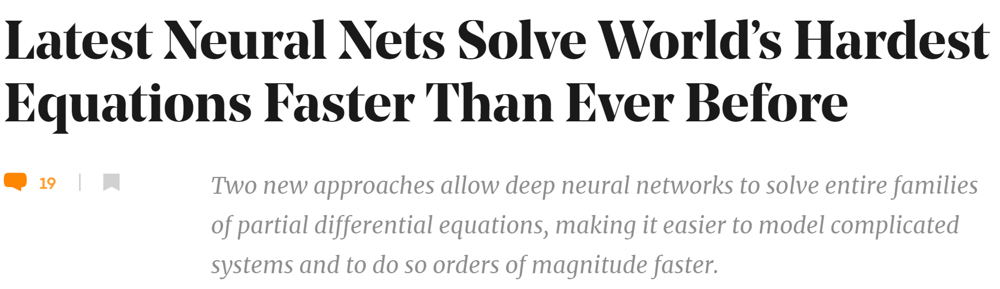 Latest Neural Nets Solve World’s Hardest
Equations Faster Than Ever Before
19
Two new approaches allow deep neural networks to solve entire families
of partial differential equations, making it easier to model complicated
systems and to do so orders of magnitude faster.